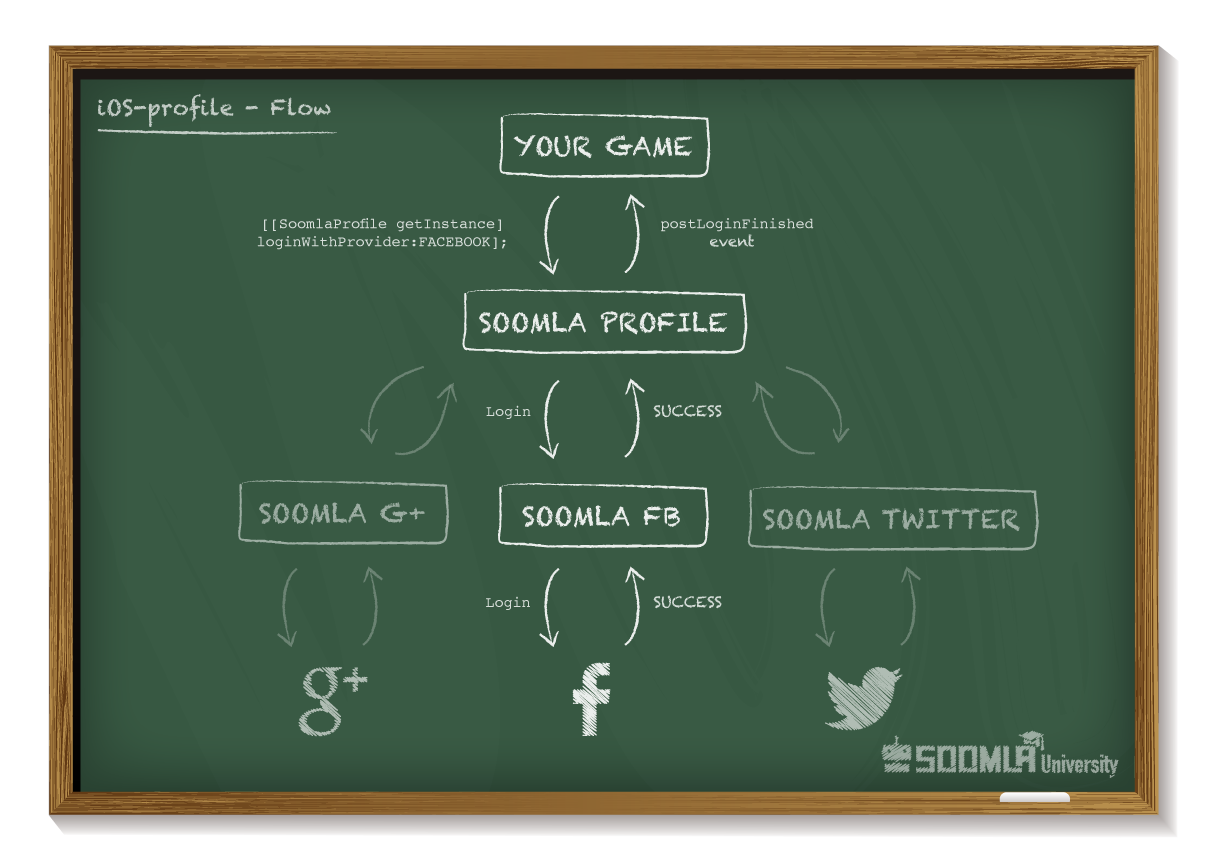 iOS-profile - Flow
YOUR GAME
[[SoomlaProfile getInstance]
loginWithProvider:FACEBOOK];
postLoginFinished
event
SOOMLA PROFILE
Login
SUCCESS
SOOMLA G+
SOOMLA FB
SOOMLA TWITTER
Login
SUCCESS
g+
f
SOOMLA University